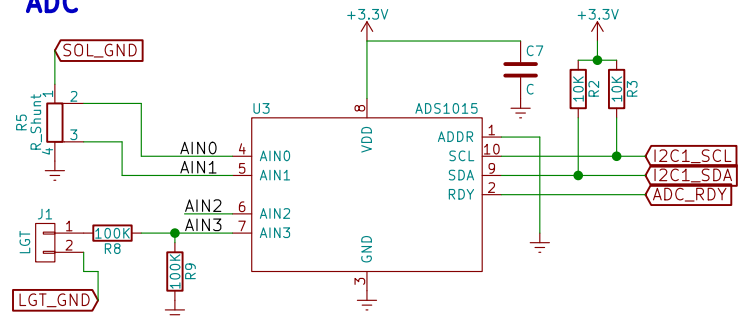 ADC
+3.3V
+3.3V
SOL_GND
C7
C
R5
R_Shunt
1
2
3
4
U3
ADS1015
8
VDD
10K
R2
10K
R3
AIN0
4
AIN0
AIN1
5
AIN1
AIN2
6
AIN2
AIN3
7
AIN3
ADDR
1
SCL
10
SDA
9
RDY
2
I2C1_SCL
I2C1_SDA
ADC_RDY
J1
LGT
1
2
100K
R8
100K
R9
GND
3
LGT_GND